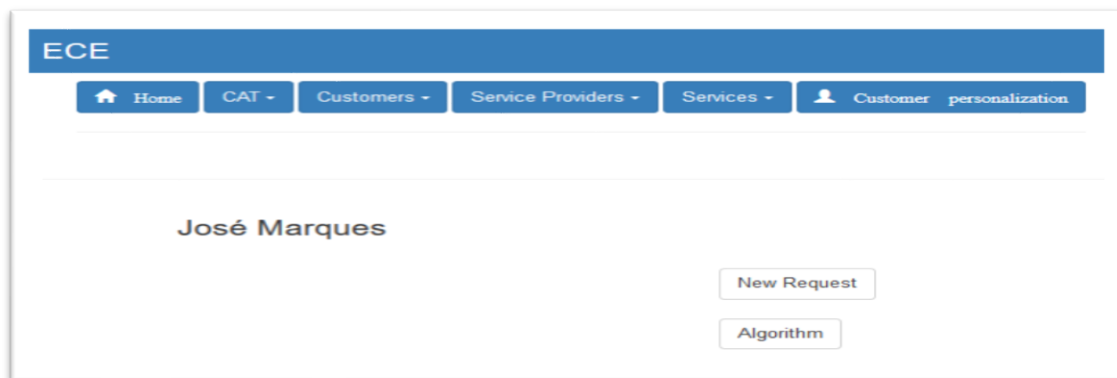 ECE
Home CAT Customers Service Providers Services Customer personalization
José Marques
New Request
Algorithm